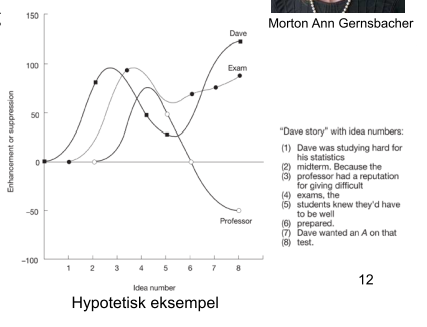 Morton Ann Gernsbacher
150
100
50
0
−50
−100
Enhancement or suppression
Dave
Exam
Professor
1 2 3 4 5 6 7 8
Idea number
Hypotetisk eksempel
"Dave story" with idea numbers:
(1) Dave was studying hard for
his statistics
(2) midterm. Because the
(3) professor had a reputation
for giving difficult
(4) exams, the
(5) students knew they'd have
to be well
(6) prepared.
(7) Dave wanted an A on that
(8) test.
12